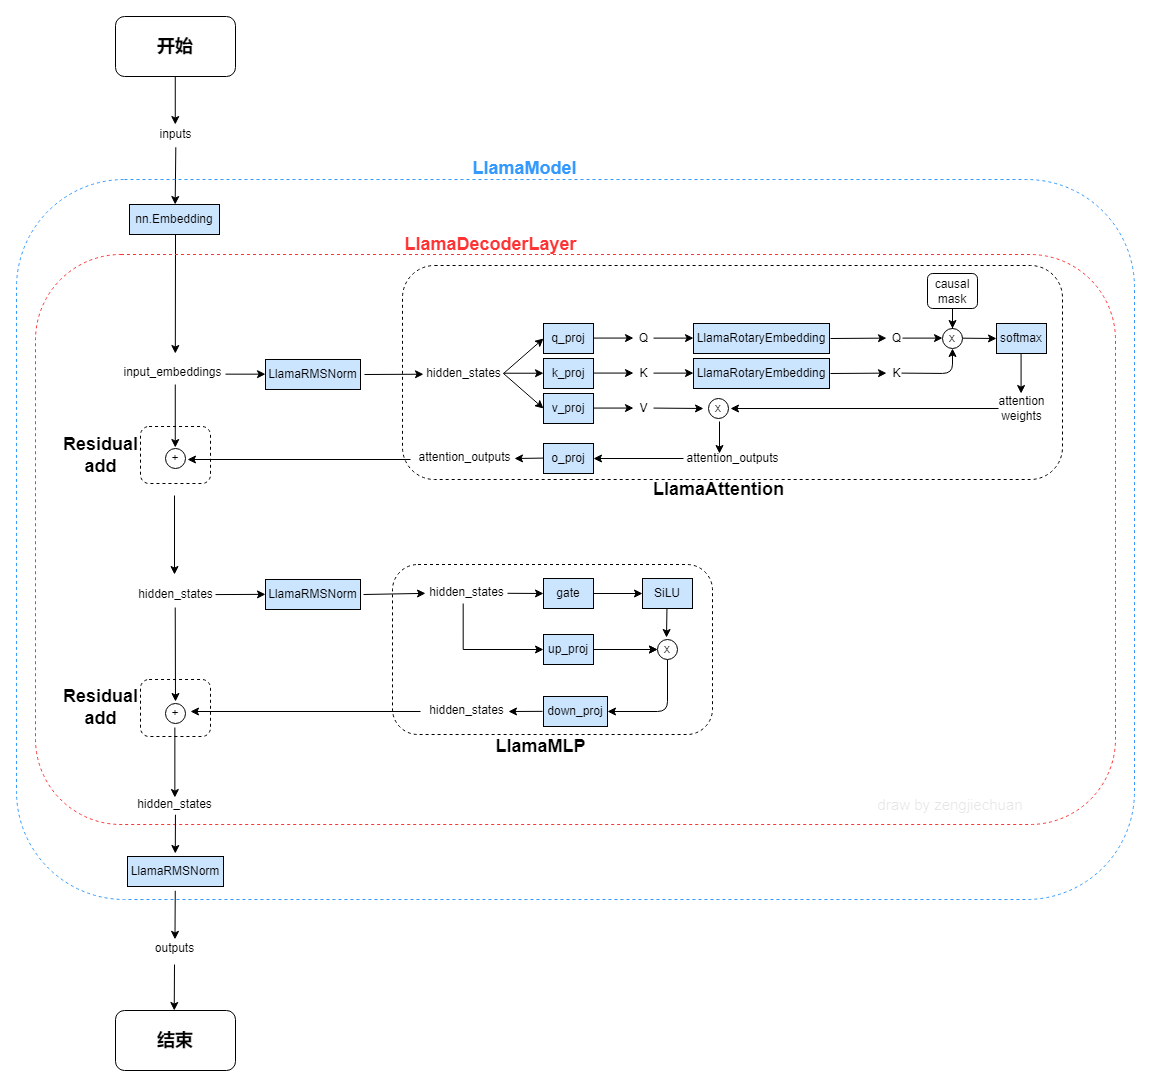 开始
inputs
LlamaModel
nn.Embedding
LlamaDecoderLayer
causal
mask
q_proj
Q
LlamaRotaryEmbedding
Q
X
softmax
input_embeddings
LlamaRMSNorm
hidden_states
k_proj
K
LlamaRotaryEmbedding
K
v_proj
V
X
attention
weights
Residual
add
+
attention_outputs
o_proj
attention_outputs
LlamaAttention
hidden_states
LlamaRMSNorm
hidden_states
gate
SiLU
up_proj
X
Residual
add
+
hidden_states
down_proj
LlamaMLP
hidden_states
draw by zengjiechuan
LlamaRMSNorm
outputs
结束